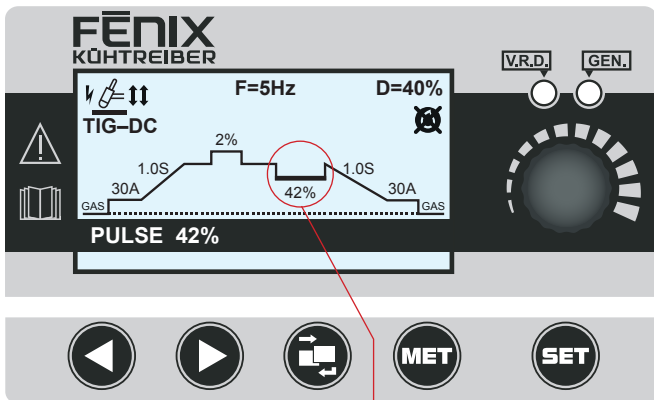 FĒNIX
KÜHTREIBER
V.R.D.
GEN.
F=5Hz
D=40%
TIG–DC
2%
1.0S
1.0S
42%
30A
30A
GAS
GAS
PULSE 42%
MET
SET